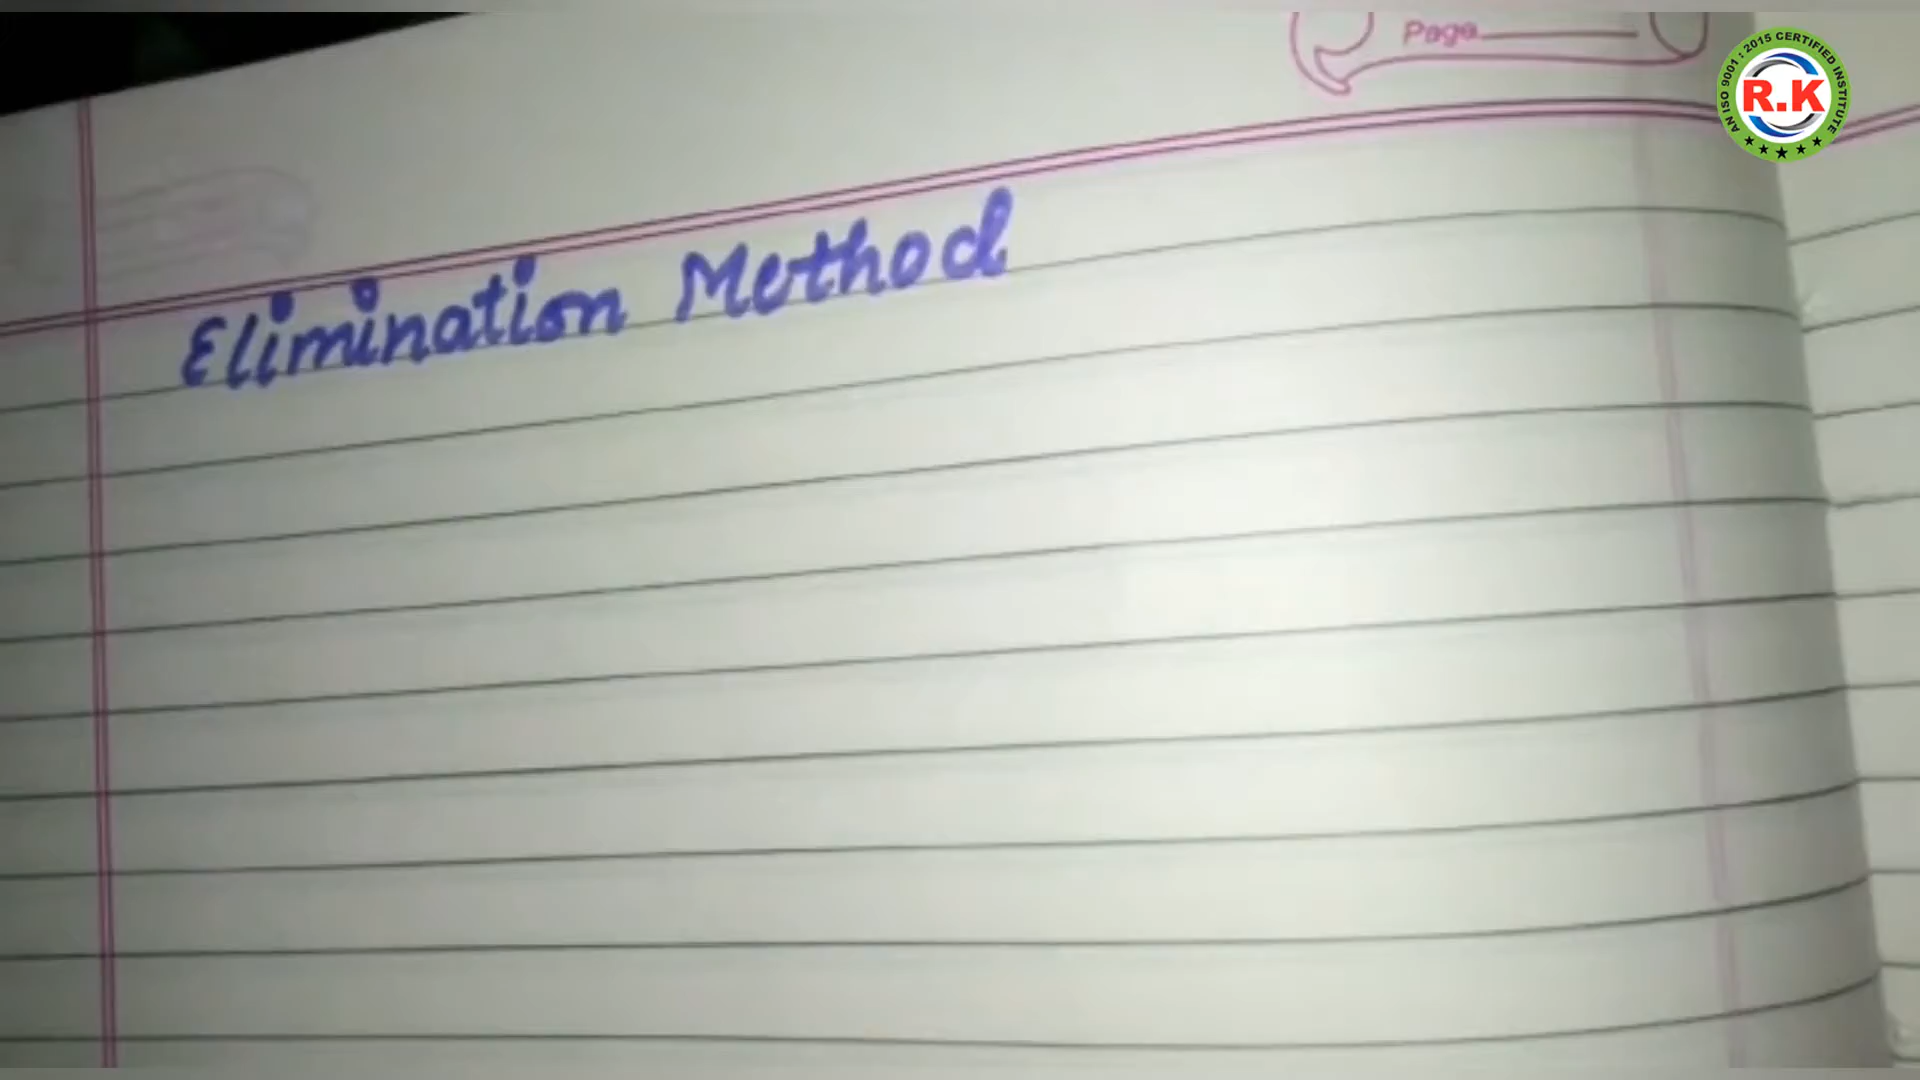 Page
AN ISO 9001 : 2015 CERTIFIED INSTITUTE
R.K
Elimination Method